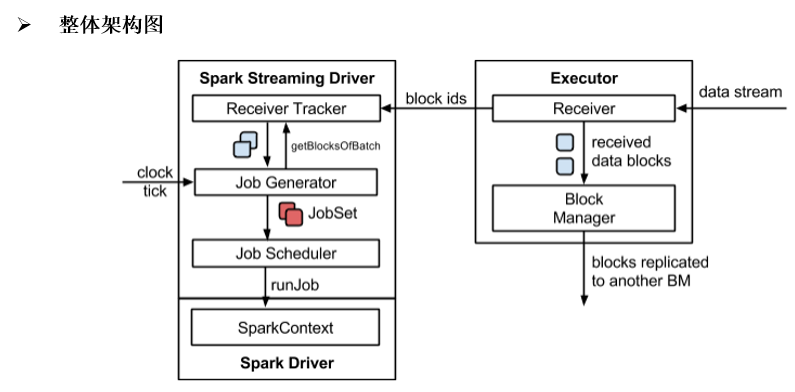 ➢ 整体架构图
Spark Streaming Driver
Receiver Tracker
getBlocksOfBatch
clock
tick
Job Generator
JobSet
Job Scheduler
runJob
SparkContext
Spark Driver
block ids
Executor
Receiver
data stream
received
data blocks
Block
Manager
blocks replicated
to another BM